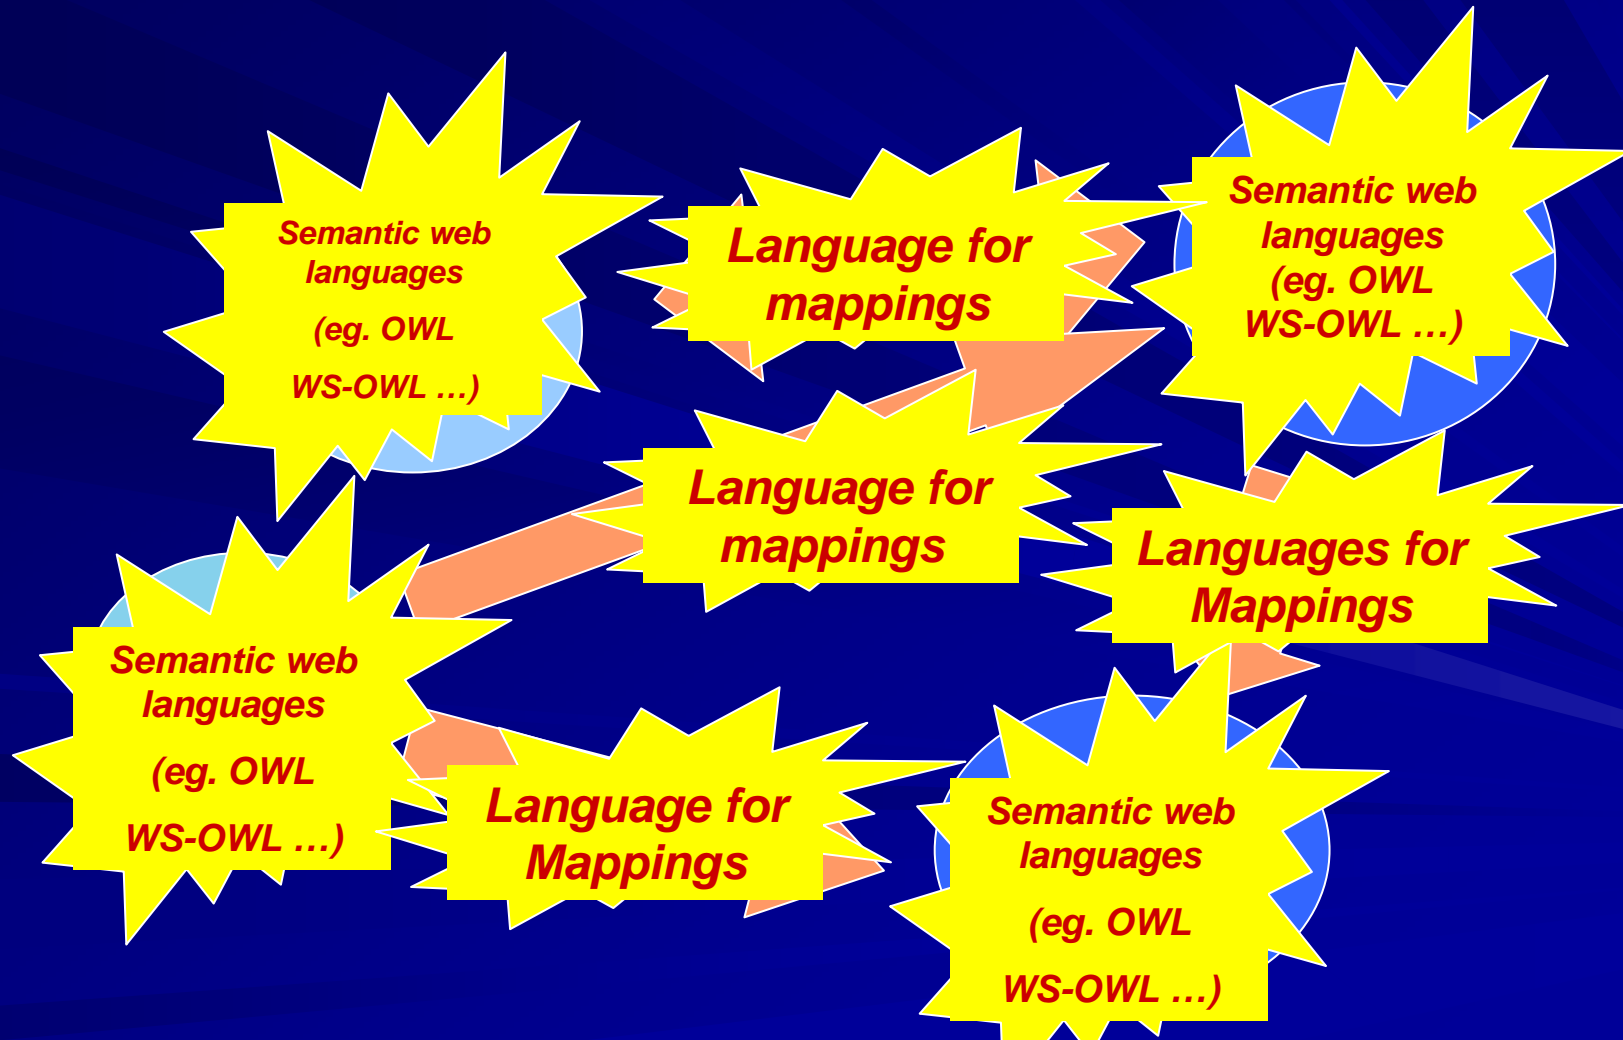 Semantic web
languages
(eg. OWL
WS-OWL …)
Language for
mappings
Semantic web
languages
(eg. OWL
WS-OWL …)
Language for
mappings
Languages for
Mappings
Semantic web
languages
(eg. OWL
WS-OWL …)
Language for
Mappings
Semantic web
languages
(eg. OWL
WS-OWL …)